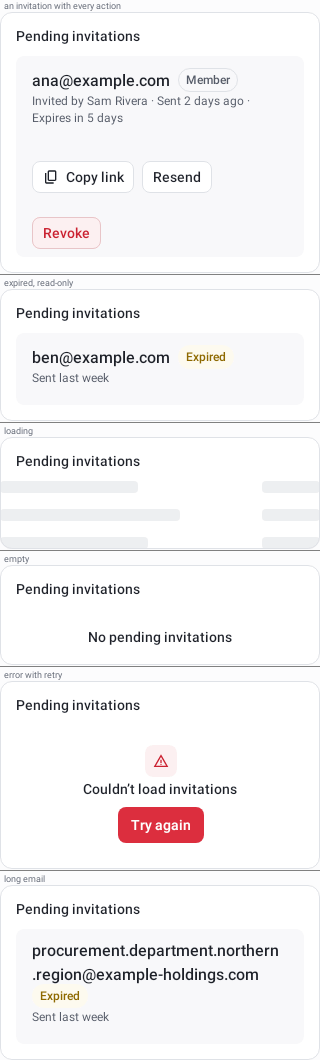 an invitation with every action
Pending invitations
ana@example.com Member
Invited by Sam Rivera · Sent 2 days ago ·
Expires in 5 days
Copy link Resend
Revoke
expired, read-only
Pending invitations
ben@example.com Expired
Sent last week
loading
Pending invitations
empty
Pending invitations
No pending invitations
error with retry
Pending invitations
Couldn’t load invitations
Try again
long email
Pending invitations
procurement.department.northern
.region@example-holdings.com
Expired
Sent last week